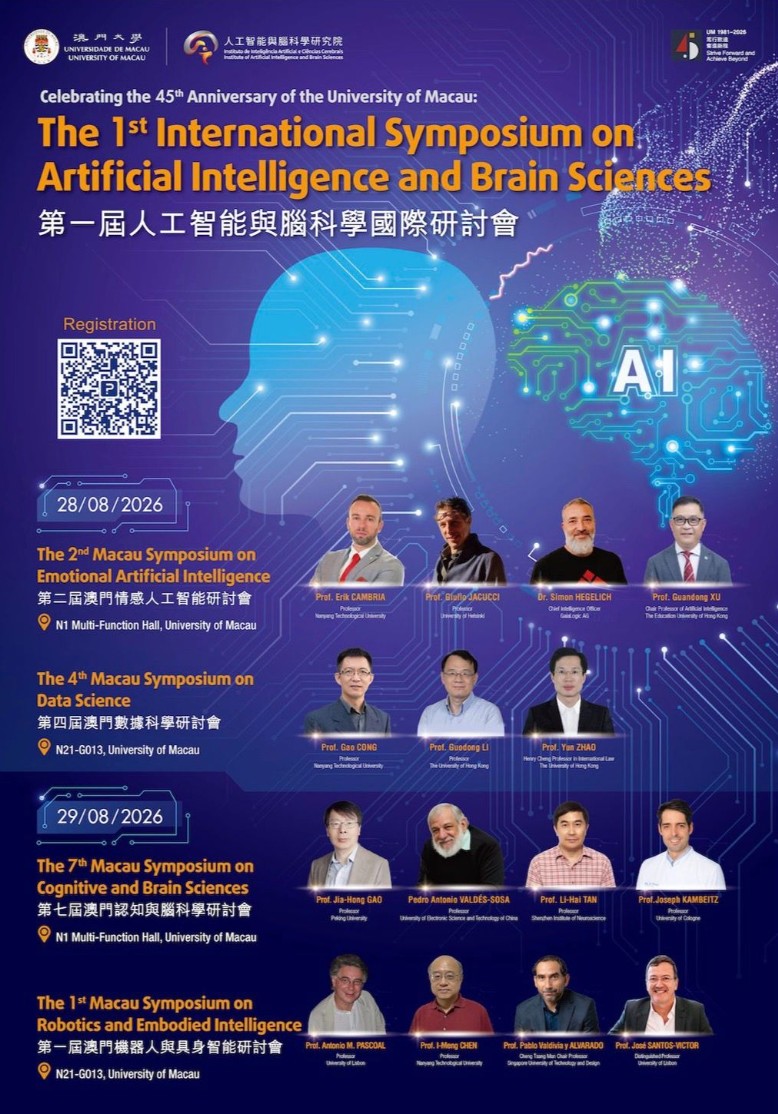 澳門大學
UNIVERSIDADE DE MACAU
UNIVERSITY OF MACAU
人工智能與腦科學研究院
Instituto de Inteligência Artificial e Ciências Cerebrais
Institute of Artificial Intelligence and Brain Sciences
45
UM 1981-2026
Strive Forward and
Achieve Beyond
Celebrating the 45th Anniversary of the University of Macau:
The 1st International Symposium on
Artificial Intelligence and Brain Sciences
第一屆人工智能與腦科學國際研討會
Registration
P
AI
28/08/2026
The 2nd Macau Symposium on
Emotional Artificial Intelligence
第二屆澳門情感人工智能研討會
N1 Multi-Function Hall, University of Macau
Prof. Erik CAMBRIA
Professor
Nanyang Technological University
Prof. Giulio JACUCCI
Professor
University of Helsinki
Dr. Simon HEGELICH
Chief Intelligence Officer
GaiaLogic AG
Prof. Guandong XU
Chair Professor of Artificial Intelligence
The Education University of Hong Kong
The 4th Macau Symposium on
Data Science
第四屆澳門數據科學研討會
N21-G013, University of Macau
Prof. Gao CONG
Professor
Nanyang Technological University
Prof. Guodong LI
Professor
The University of Hong Kong
Prof. Yun ZHAO
Henry Cheng Professor in International Law
The University of Hong Kong
29/08/2026
The 7th Macau Symposium on
Cognitive and Brain Sciences
第七屆澳門認知與腦科學研討會
N1 Multi-Function Hall, University of Macau
Prof. Jia-Hong GAO
Professor
Peking University
Pedro Antonio VALDÉS-SOSA
Professor
University of Electronic Science and Technology of China
Prof. Li-Hai TAN
Professor
Shenzhen Institute of Neuroscience
Prof.Joseph KAMBEITZ
Professor
University of Cologne
The 1st Macau Symposium on
Robotics and Embodied Intelligence
第一屆澳門機器人與具身智能研討會
N21-G013, University of Macau
Prof. Antonio M. PASCOAL
Professor
University of Lisbon
Prof. I-Ming CHEN
Professor
Nanyang Technological University
Prof. Pablo Valdivia y ALVARADO
Cheng Tsang Man Chair Professor
Singapore University of Technology and Design
Prof. José SANTOS-VICTOR
Distinguished Professor
University of Lisbon